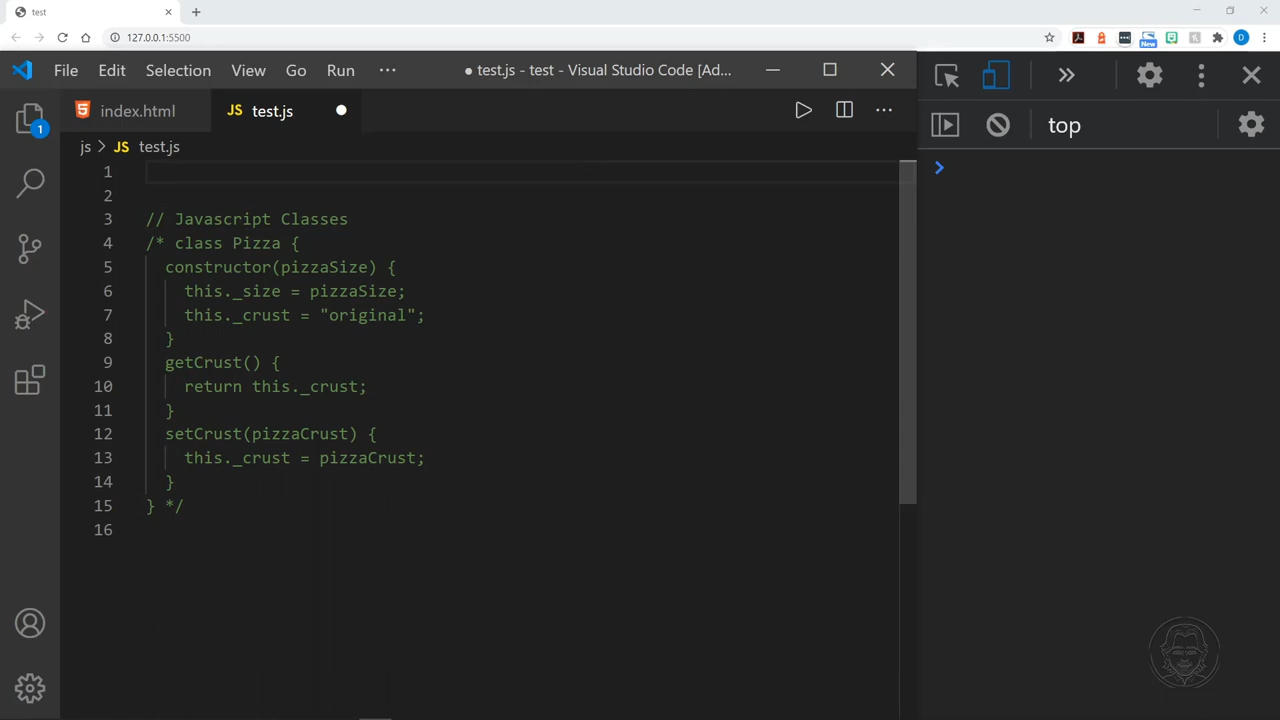 test
127.0.0.1:5500
New
D
File Edit Selection View Go Run ··· ● test.js - test - Visual Studio Code [Ad...
index.html JS test.js
js > JS test.js
top
1
1
2
3 // Javascript Classes
4 /* class Pizza {
5 constructor(pizzaSize) {
6 this._size = pizzaSize;
7 this._crust = "original";
8 }
9 getCrust() {
10 return this._crust;
11 }
12 setCrust(pizzaCrust) {
13 this._crust = pizzaCrust;
14 }
15 } */
16